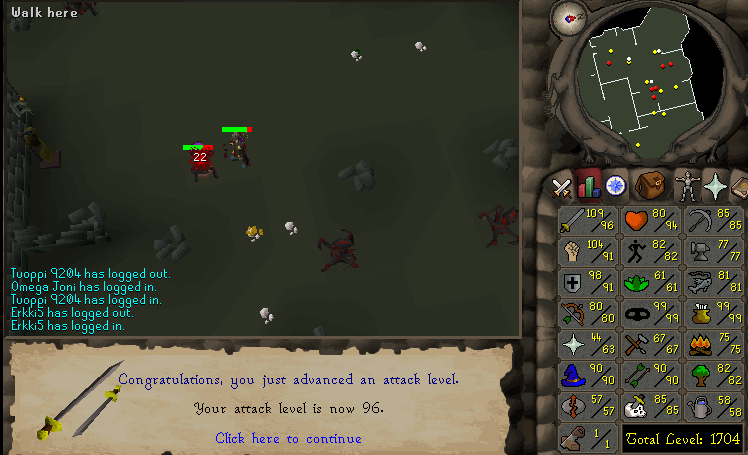 Walk here
22
Tuoppi 9204 has logged out.
Omega Joni has logged in.
Tuoppi 9204 has logged in.
Erkki5 has logged out.
Erkki5 has logged in.
Congratulations, you just advanced an attack level.
Your attack level is now 96.
Click here to continue
109 96 80 94 85 85
104 91 82 82 77 77
98 91 61 61 81 81
80 80 99 99 99 99
44 63 67 67 75 75
90 90 90 90 82 82
57 57 85 85 58 58
1 1
Total Level: 1704